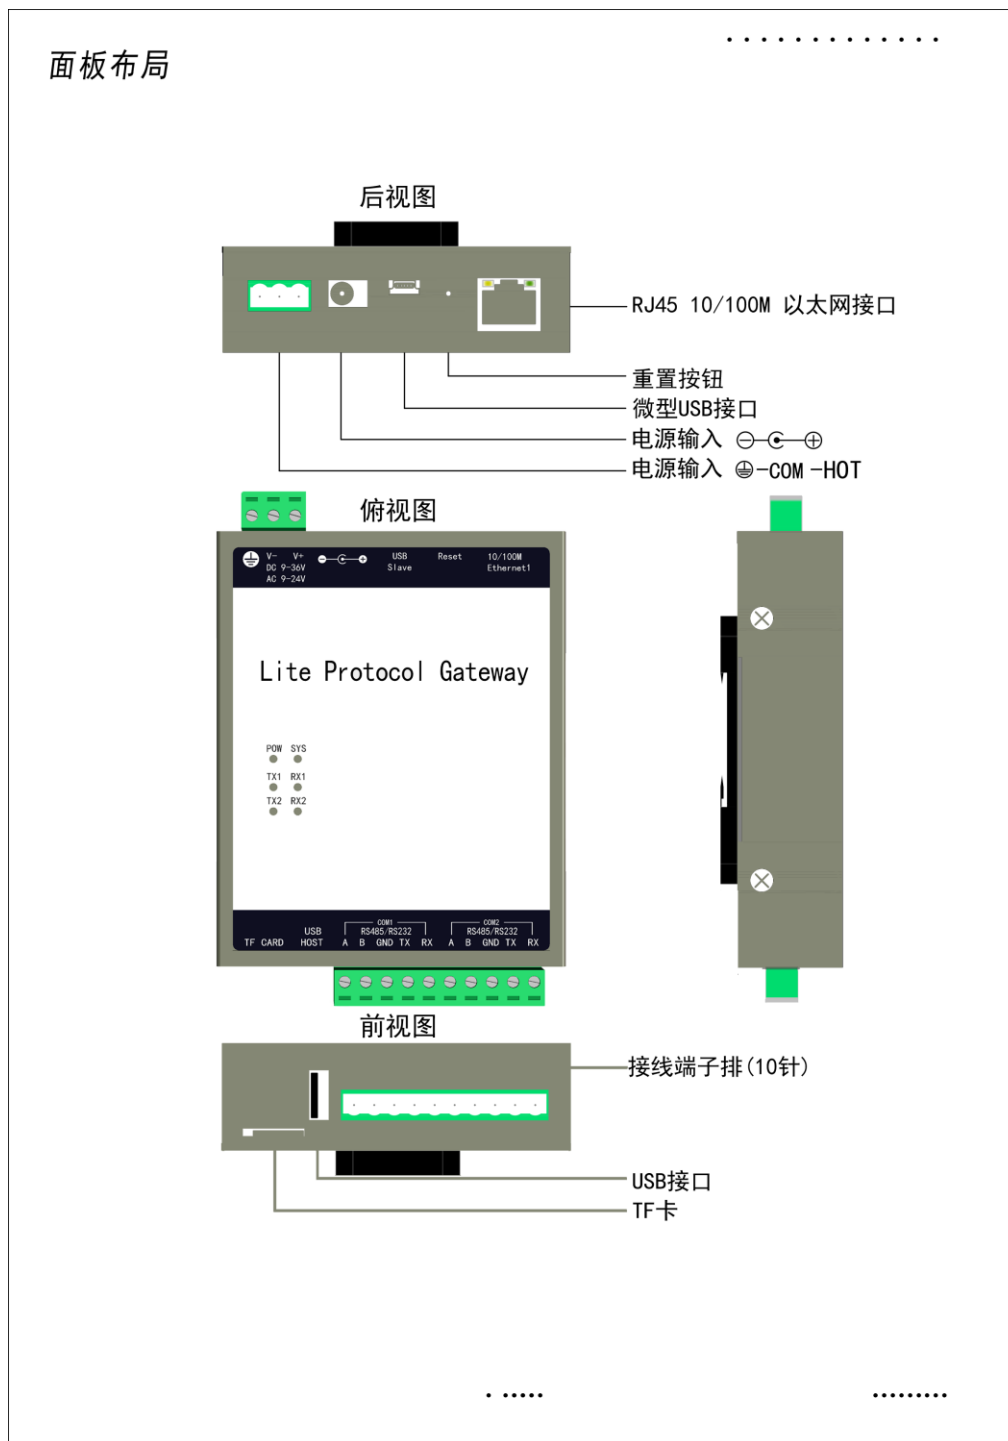 面板布局
后视图
RJ45 10/100M 以太网接口
重置按钮
微型USB接口
电源输入
电源输入 -COM -HOT
俯视图
V- V+
DC 9-36V
AC 9-24V
USB
Slave
Reset
10/100M
Ethernet1
Lite Protocol Gateway
POW SYS
TX1 RX1
TX2 RX2
TF CARD
USB
HOST
COM1
RS485/RS232
A B GND TX RX
COM2
RS485/RS232
A B GND TX RX
前视图
接线端子排(10针)
USB接口
TF卡